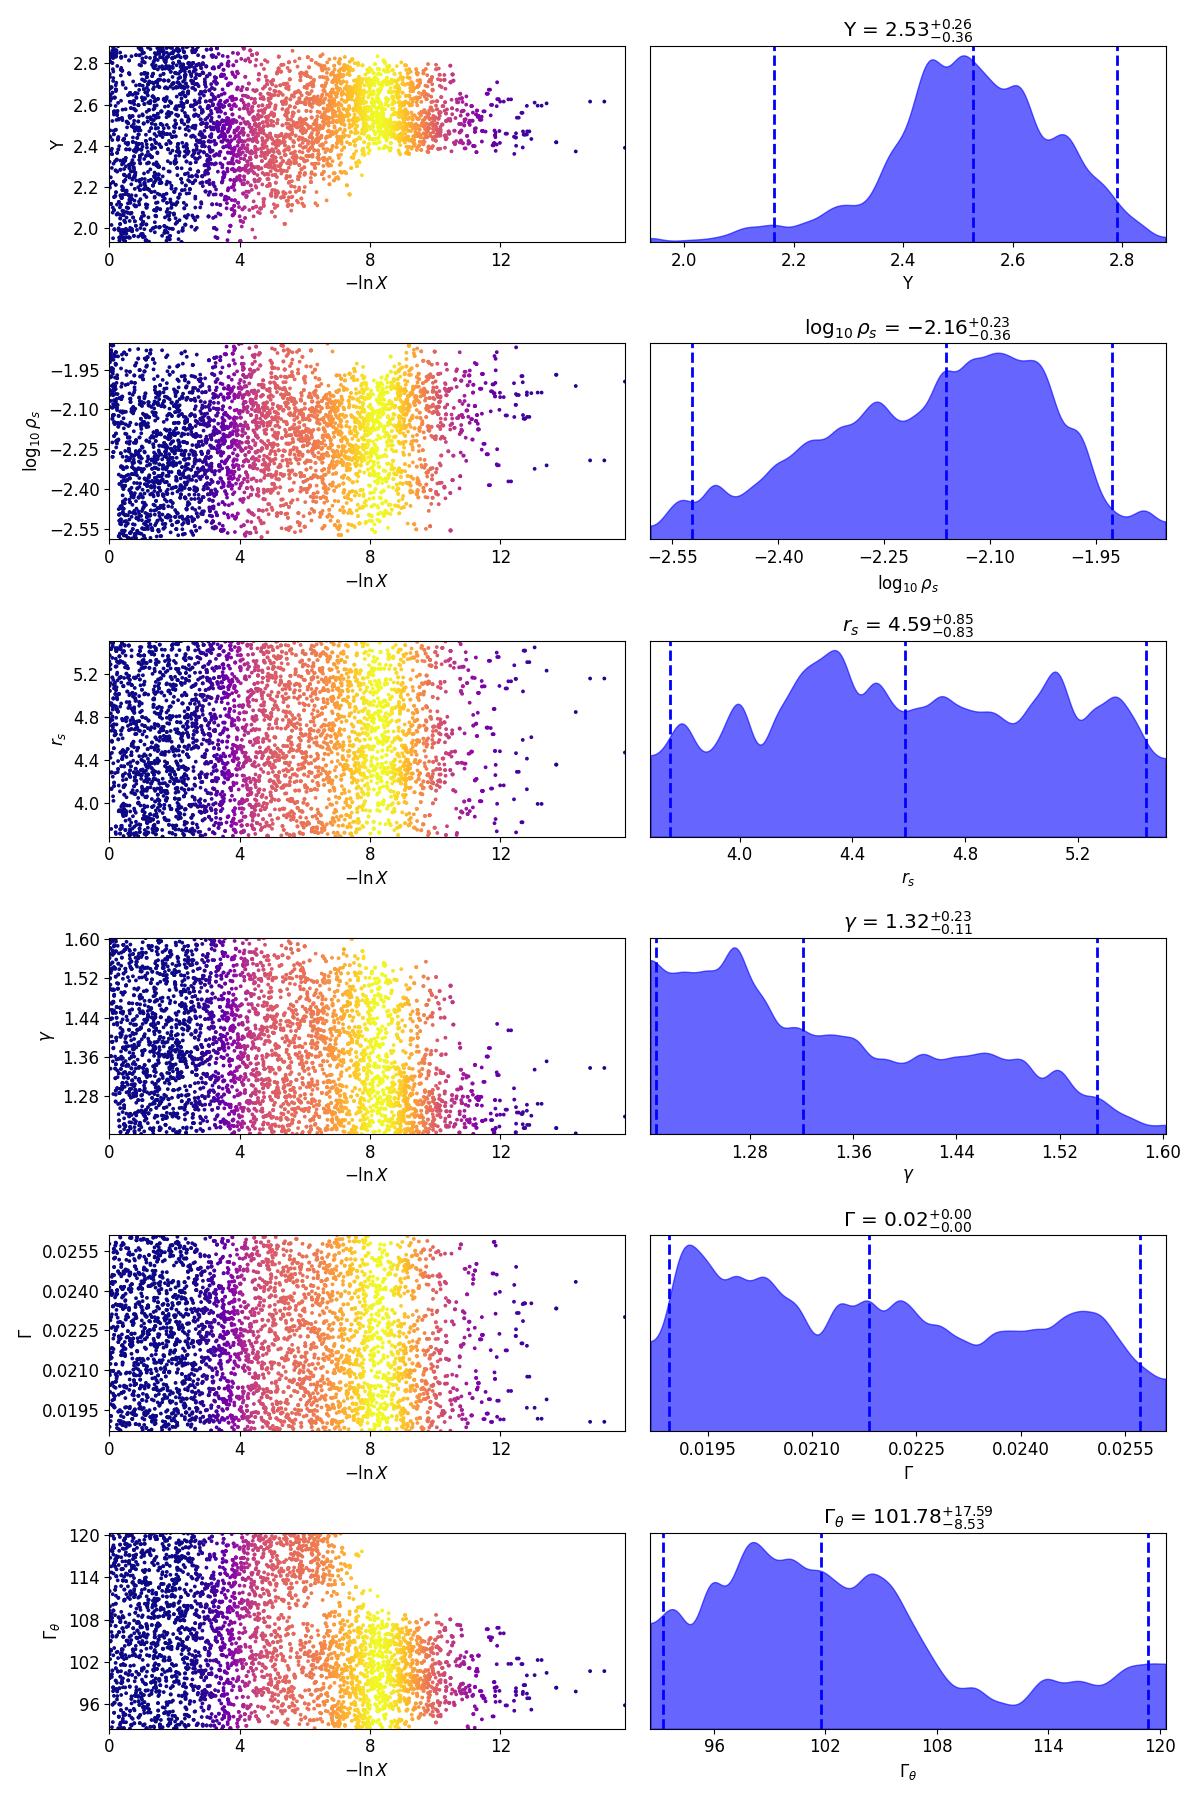 Y = 2.53^{+0.26}_{-0.36}
2.8
2.6
2.4
2.2
2.0
Y
0 4 8 12
−ln X
2.0 2.2 2.4 2.6 2.8
Y
log₁₀ ρₛ = −2.16^{+0.23}_{-0.36}
−1.95
−2.10
−2.25
−2.40
−2.55
log₁₀ ρₛ
0 4 8 12
−ln X
−2.55 −2.40 −2.25 −2.10 −1.95
log₁₀ ρₛ
rₛ = 4.59^{+0.85}_{-0.83}
5.2
4.8
4.4
4.0
rₛ
0 4 8 12
−ln X
4.0 4.4 4.8 5.2
rₛ
γ = 1.32^{+0.23}_{-0.11}
1.60
1.52
1.44
1.36
1.28
γ
0 4 8 12
−ln X
1.28 1.36 1.44 1.52 1.60
γ
Γ = 0.02^{+0.00}_{-0.00}
0.0255
0.0240
0.0225
0.0210
0.0195
Γ
0 4 8 12
−ln X
0.0195 0.0210 0.0225 0.0240 0.0255
Γ
Γ_θ = 101.78^{+17.59}_{-8.53}
120
114
108
102
96
Γ_θ
0 4 8 12
−ln X
96 102 108 114 120
Γ_θ